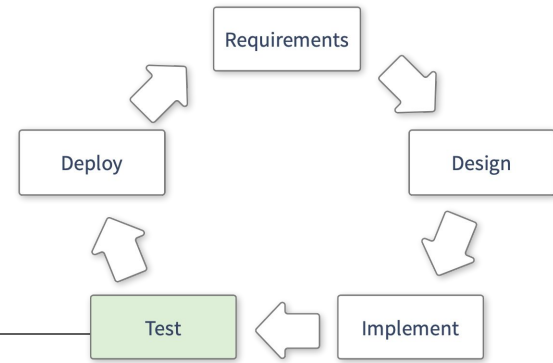 Requirements
Deploy
Design
Test
Implement